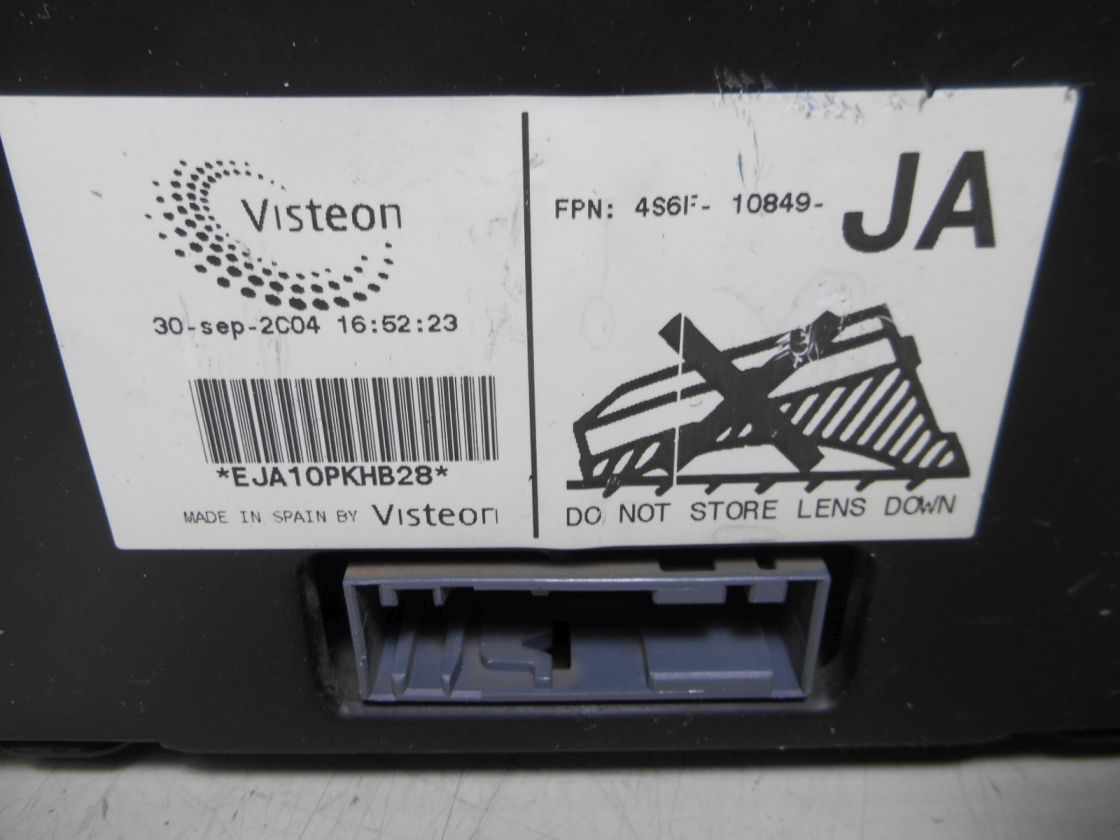 Visteon
30-sep-2004 16:52:23
*EJA10PKHB28*
MADE IN SPAIN BY Visteon
FPN: 4S6F- 10849- JA
DO NOT STORE LENS DOWN